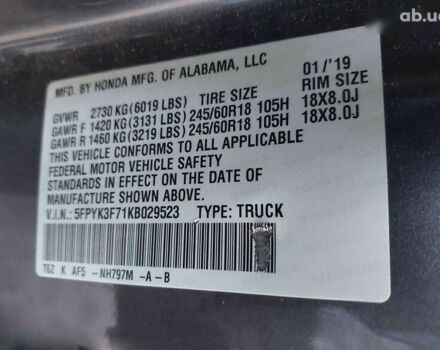 ab.ua
MFD. BY HONDA MFG. OF ALABAMA, LLC 01/'19
GVWR 2730 KG (6019 LBS) TIRE SIZE RIM SIZE
GAWR F 1420 KG (3131 LBS) 245/60R18 105H 18X8.0J
GAWR R 1460 KG (3219 LBS) 245/60R18 105H 18X8.0J
THIS VEHICLE CONFORMS TO ALL APPLICABLE
FEDERAL MOTOR VEHICLE SAFETY
STANDARDS IN EFFECT ON THE DATE OF
MANUFACTURE SHOWN ABOVE.
V.I.N.: 5FPYK3F71KB029523 TYPE: TRUCK
TGZ K AF5 -NH797M -A -B